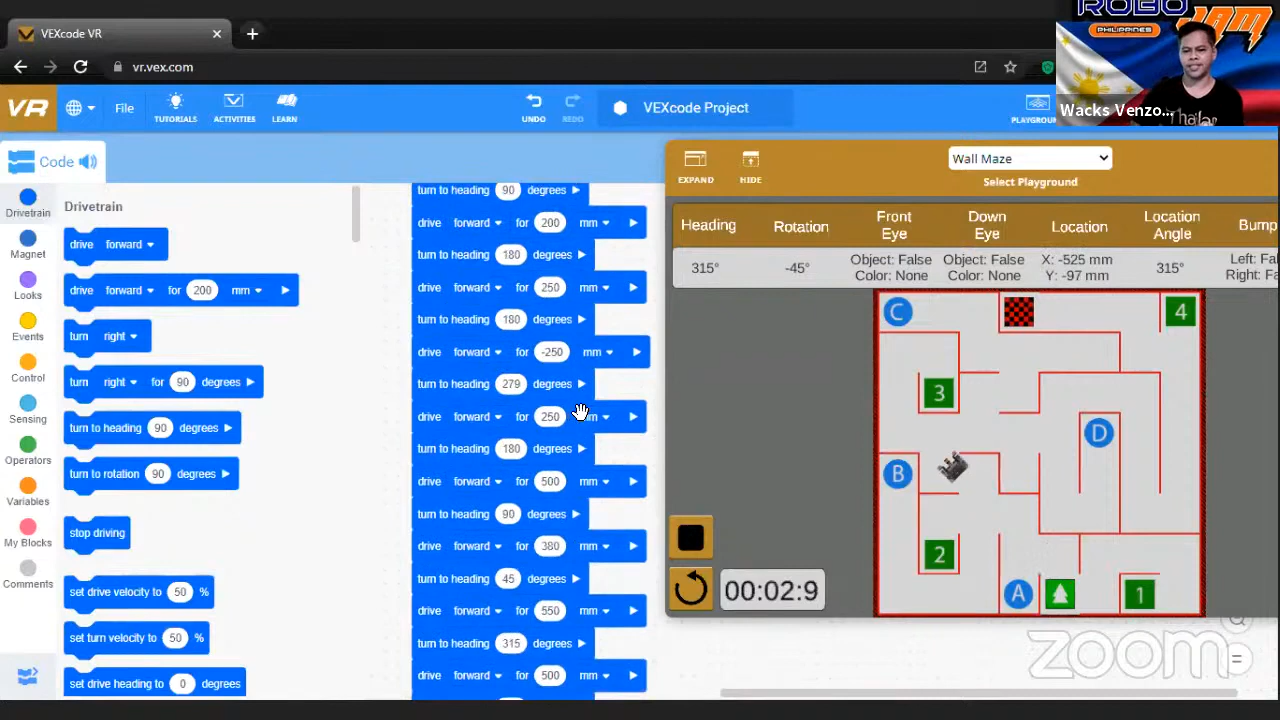 VEXcode VR
vr.vex.com
ROBO
JAM
PHILIPPINES
Wacks Venzo...
VR
File
TUTORIALS
ACTIVITIES
LEARN
UNDO
REDO
VEXcode Project
PLAYGROUN
Code
Drivetrain
Magnet
Looks
Events
Control
Sensing
Operators
Variables
My Blocks
Comments
Drivetrain
drive forward
drive forward for 200 mm
turn right
turn right for 90 degrees
turn to heading 90 degrees
turn to rotation 90 degrees
stop driving
set drive velocity to 50 %
set turn velocity to 50 %
set drive heading to 0 degrees
turn to heading 90 degrees
drive forward for 200 mm
turn to heading 180 degrees
drive forward for 250 mm
turn to heading 180 degrees
drive forward for -250 mm
turn to heading 279 degrees
drive forward for 250 mm
turn to heading 180 degrees
drive forward for 500 mm
turn to heading 90 degrees
drive forward for 380 mm
turn to heading 45 degrees
drive forward for 550 mm
turn to heading 315 degrees
drive forward for 500 mm
EXPAND
HIDE
Wall Maze
Select Playground
Heading Rotation Front Eye Down Eye Location Location Angle Bump
315° -45° Object: False Object: False X: -525 mm 315° Left: Fal
Color: None Color: None Y: -97 mm Right: Fa
C
4
3
D
B
2
A
1
00:02:9
zoom